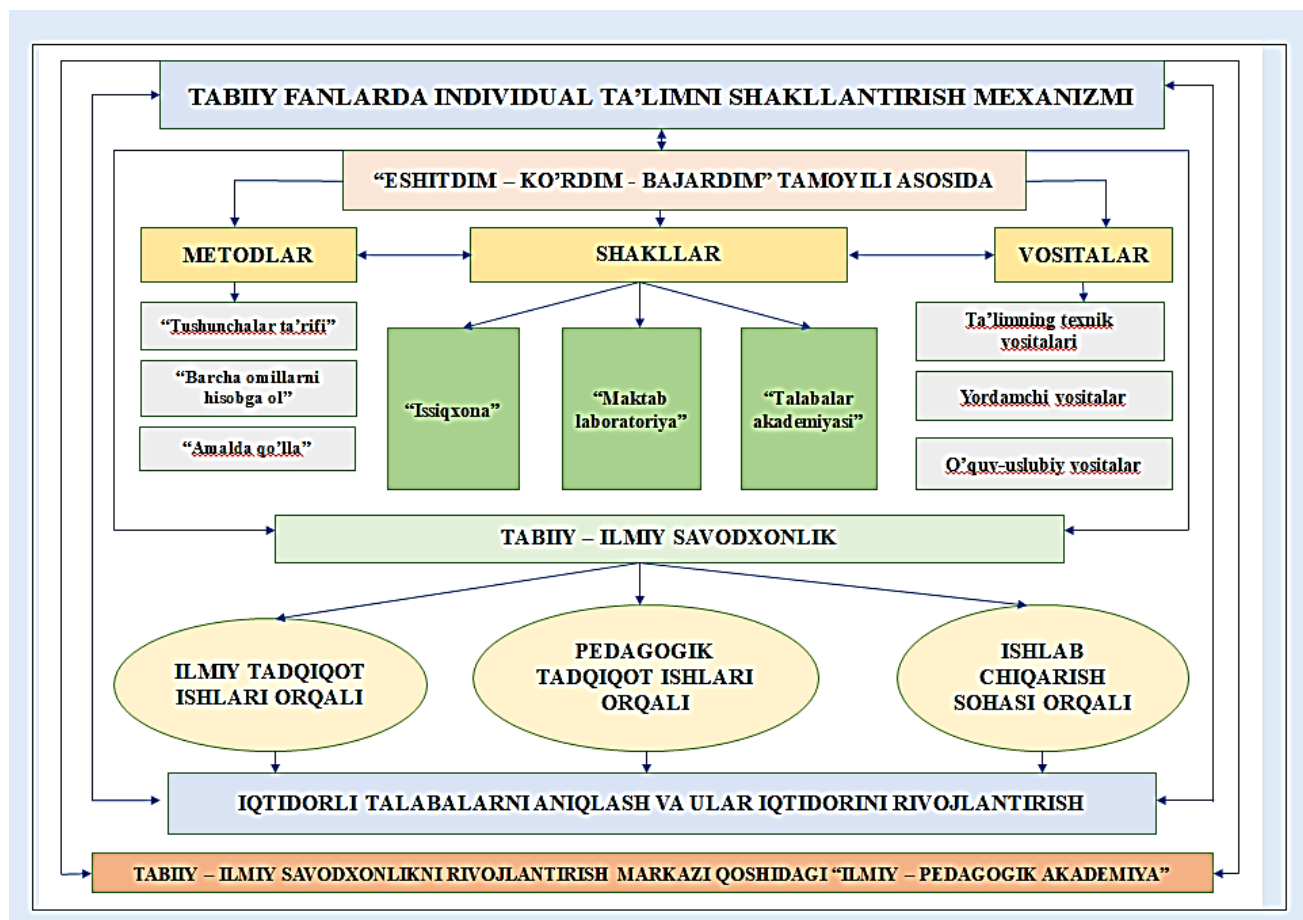 TABIIY FANLARDA INDIVIDUAL TA’LIMNI SHAKLLANTIRISH MEXANIZMI
“ESHITDIM – KO’RDIM - BAJARDIM” TAMOYILI ASOSIDA
METODLAR
SHAKLLAR
VOSITALAR
“Tushunchalar ta’rifi”
“Barcha omillarni
hisobga ol”
“Amalda qo’lla”
“Issiqxona”
“Maktab
laboratoriya”
“Talabalar
akademiyasi”
Ta’limning texnik
vositalari
Yordamchi vositalar
O’quv-uslubiy vositalar
TABIIY – ILMIY SAVODXONLIK
ILMIY TADQIQOT
ISHLARI ORQALI
PEDAGOGIK
TADQIQOT ISHLARI
ORQALI
ISHLAB
CHIQARISH
SOHASI ORQALI
IQTIDORLI TALABALARNI ANIQLASH VA ULAR IQTIDORINI RIVOJLANTIRISH
TABIIY – ILMIY SAVODXONLIKNI RIVOJLANTIRISH MARKAZI QOSHIDAGI “ILMIY – PEDAGOGIK AKADEMIYA”